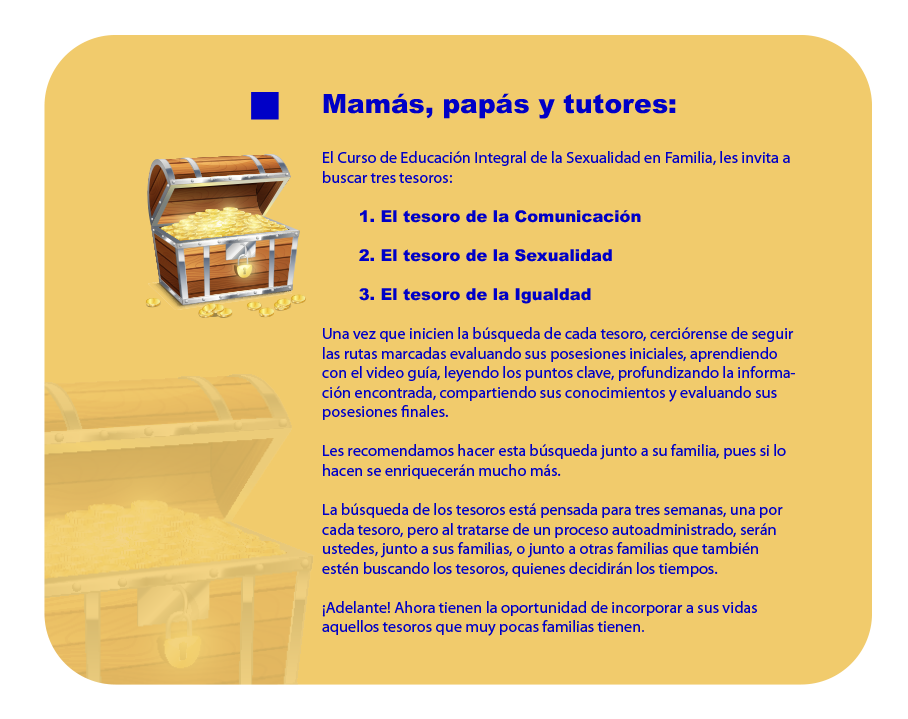 Mamás, papás y tutores:
El Curso de Educación Integral de la Sexualidad en Familia, les invita a
buscar tres tesoros:
1. El tesoro de la Comunicación
2. El tesoro de la Sexualidad
3. El tesoro de la Igualdad
Una vez que inicien la búsqueda de cada tesoro, cerciórense de seguir
las rutas marcadas evaluando sus posesiones iniciales, aprendiendo
con el video guía, leyendo los puntos clave, profundizando la informa-
ción encontrada, compartiendo sus conocimientos y evaluando sus
posesiones finales.
Les recomendamos hacer esta búsqueda junto a su familia, pues si lo
hacen se enriquecerán mucho más.
La búsqueda de los tesoros está pensada para tres semanas, una por
cada tesoro, pero al tratarse de un proceso autoadministrado, serán
ustedes, junto a sus familias, o junto a otras familias que también
estén buscando los tesoros, quienes decidirán los tiempos.
¡Adelante! Ahora tienen la oportunidad de incorporar a sus vidas
aquellos tesoros que muy pocas familias tienen.